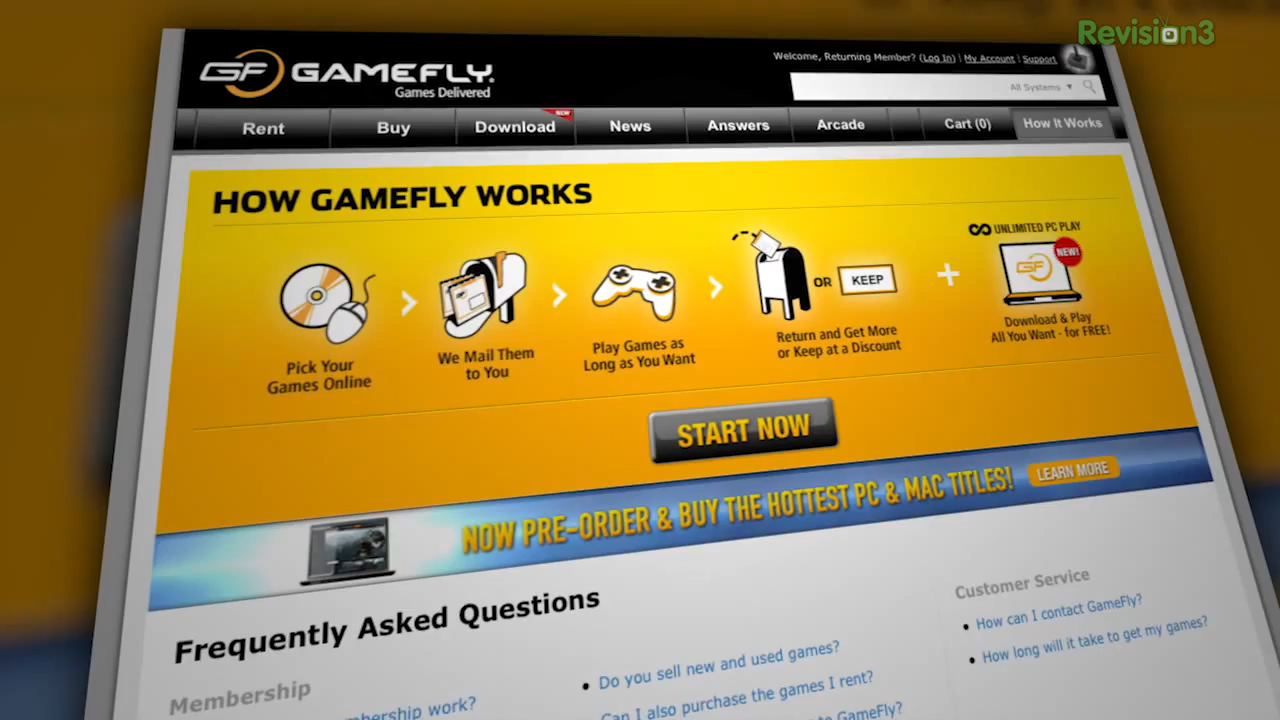 Revision3
GF GAMEFLY.
Games Delivered
Welcome, Returning Member? (Log In) | My Account | Support
All Systems
Rent
Buy
Download
NEW
News
Answers
Arcade
Cart (0)
How It Works
HOW GAMEFLY WORKS
Pick Your
Games Online
We Mail Them
to You
Play Games as
Long as You Want
OR
KEEP
Return and Get More
or Keep at a Discount
+
UNLIMITED PC PLAY
GF
NEW!
Download & Play
All You Want - for FREE!
START NOW
NOW PRE-ORDER & BUY THE HOTTEST PC & MAC TITLES!
LEARN MORE
Frequently Asked Questions
Membership
work?
Do you sell new and used games?
Can I also purchase the games I rent?
to GameFly?
Customer Service
How can I contact GameFly?
How long will it take to get my games?